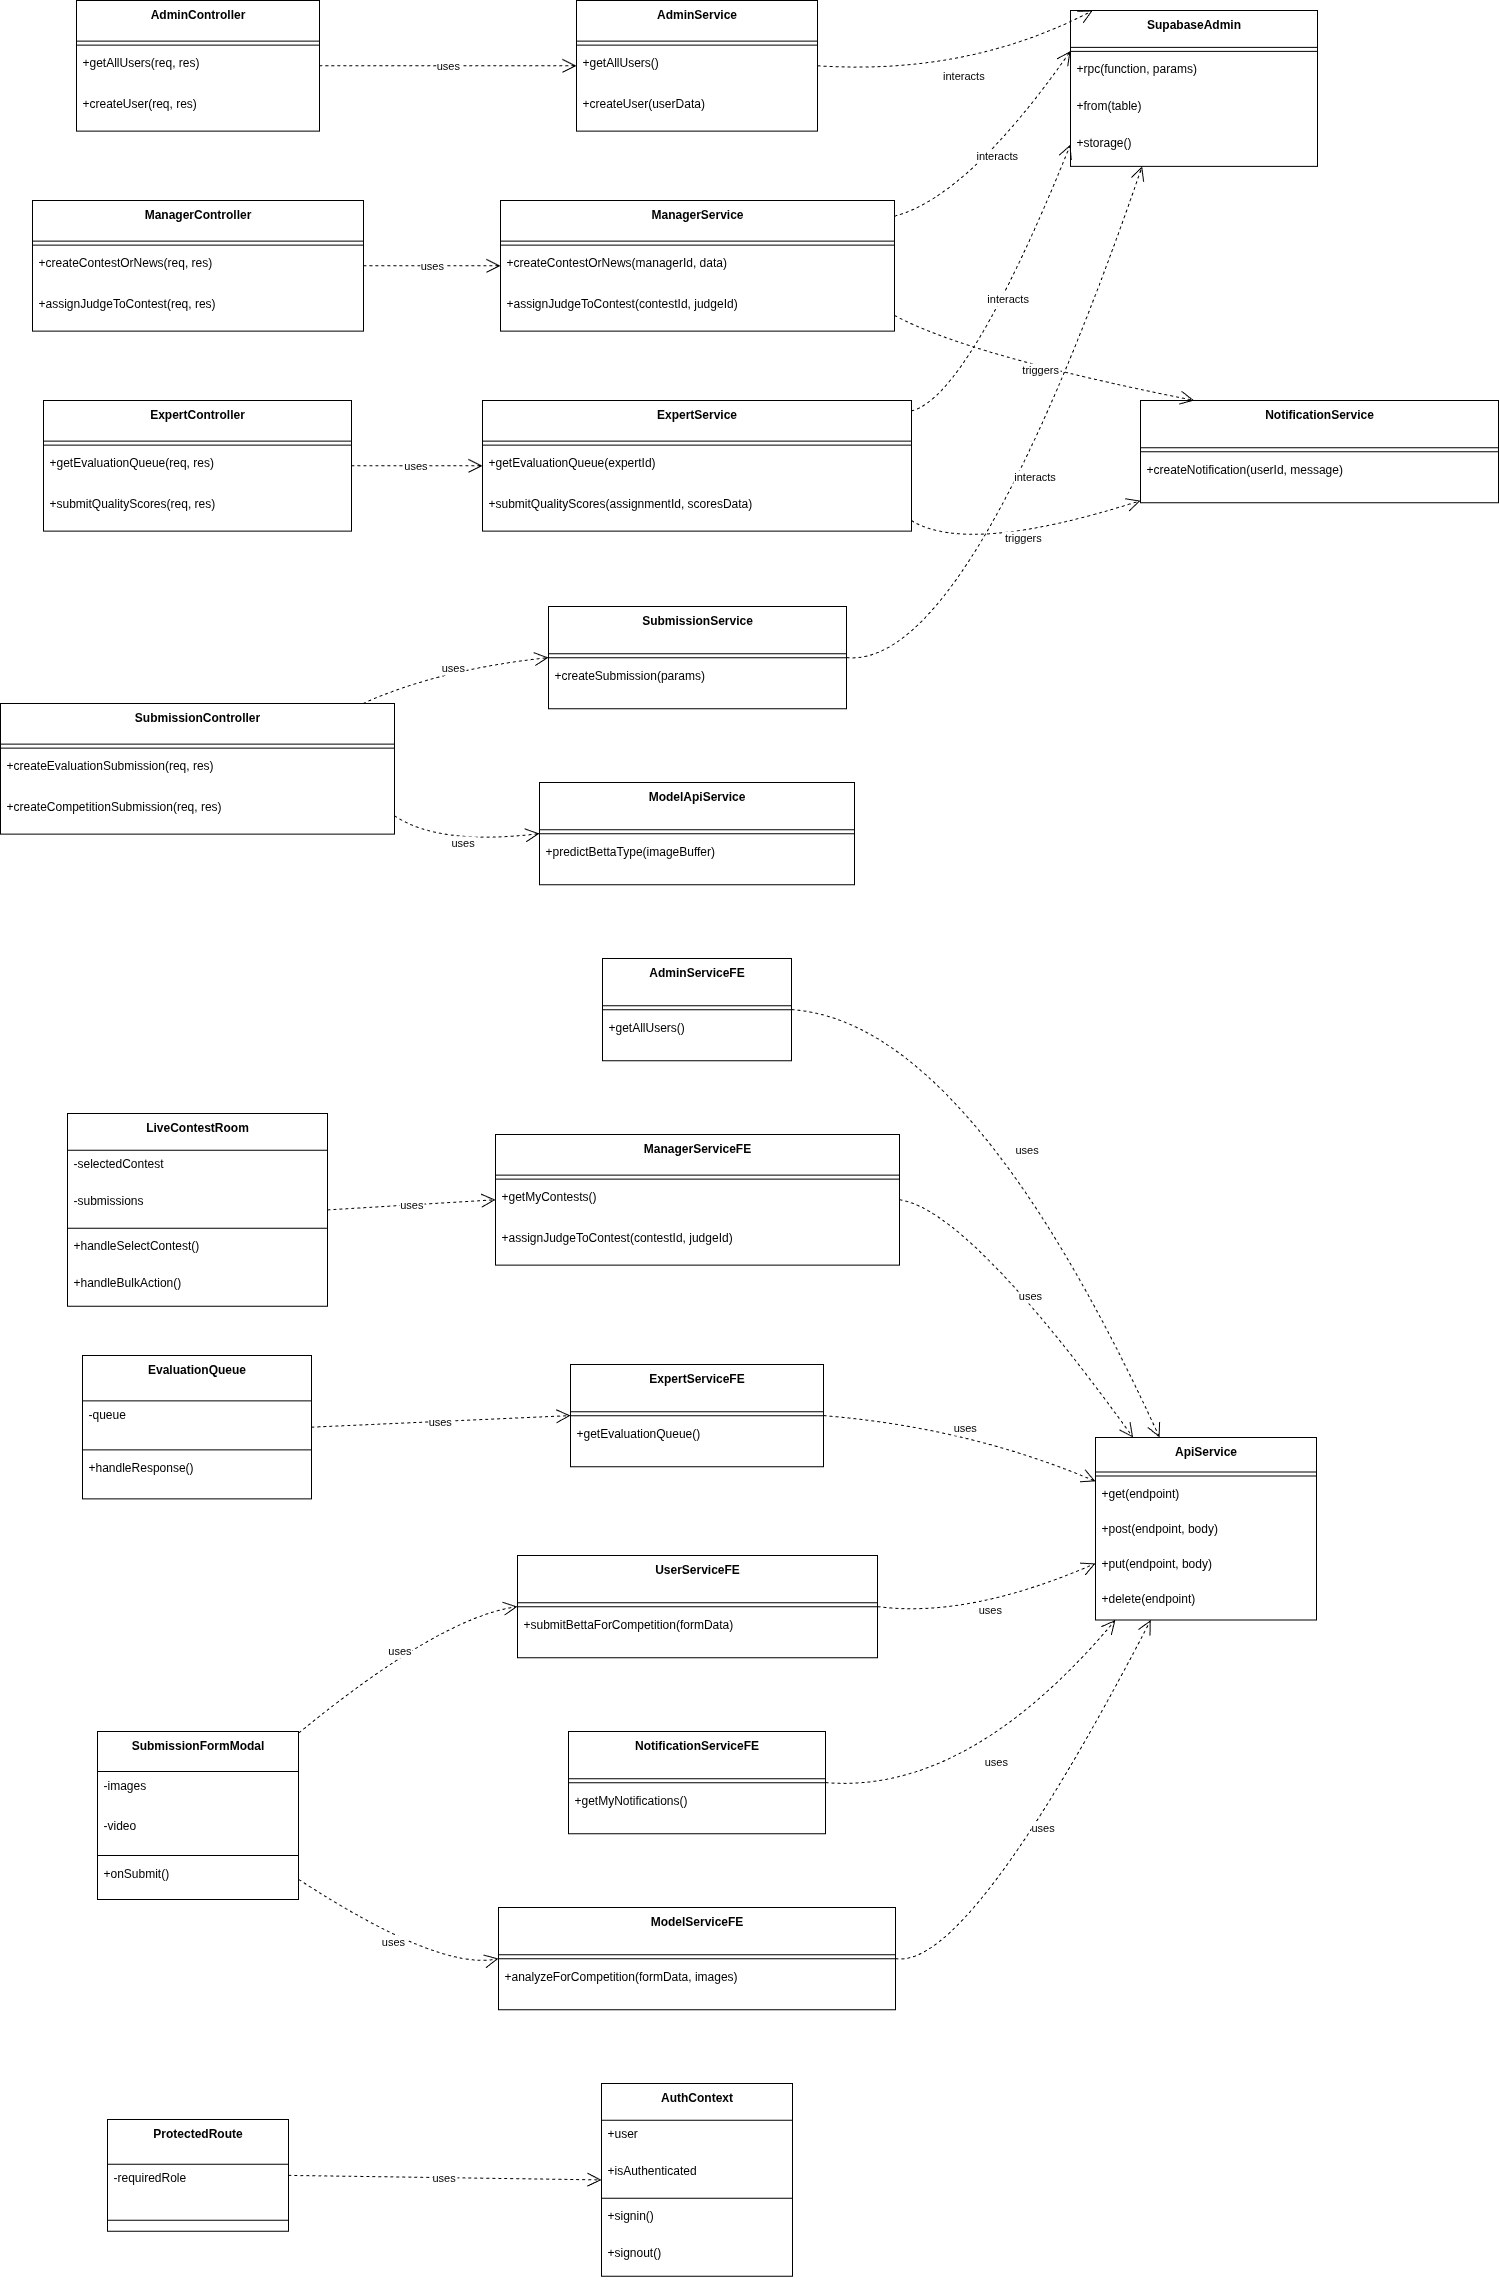 AdminController
+getAllUsers(req, res)
+createUser(req, res)
uses
AdminService
+getAllUsers()
+createUser(userData)
interacts
SupabaseAdmin
+rpc(function, params)
+from(table)
+storage()
ManagerController
+createContestOrNews(req, res)
+assignJudgeToContest(req, res)
uses
ManagerService
+createContestOrNews(managerId, data)
+assignJudgeToContest(contestId, judgeId)
interacts
interacts
triggers
ExpertController
+getEvaluationQueue(req, res)
+submitQualityScores(req, res)
uses
ExpertService
+getEvaluationQueue(expertId)
+submitQualityScores(assignmentId, scoresData)
interacts
triggers
NotificationService
+createNotification(userId, message)
SubmissionService
+createSubmission(params)
uses
SubmissionController
+createEvaluationSubmission(req, res)
+createCompetitionSubmission(req, res)
uses
ModelApiService
+predictBettaType(imageBuffer)
AdminServiceFE
+getAllUsers()
uses
LiveContestRoom
-selectedContest
-submissions
+handleSelectContest()
+handleBulkAction()
uses
ManagerServiceFE
+getMyContests()
+assignJudgeToContest(contestId, judgeId)
uses
EvaluationQueue
-queue
+handleResponse()
uses
ExpertServiceFE
+getEvaluationQueue()
uses
ApiService
+get(endpoint)
+post(endpoint, body)
+put(endpoint, body)
+delete(endpoint)
UserServiceFE
+submitBettaForCompetition(formData)
uses
uses
SubmissionFormModal
-images
-video
+onSubmit()
NotificationServiceFE
+getMyNotifications()
uses
uses
uses
ModelServiceFE
+analyzeForCompetition(formData, images)
ProtectedRoute
-requiredRole
uses
AuthContext
+user
+isAuthenticated
+signin()
+signout()